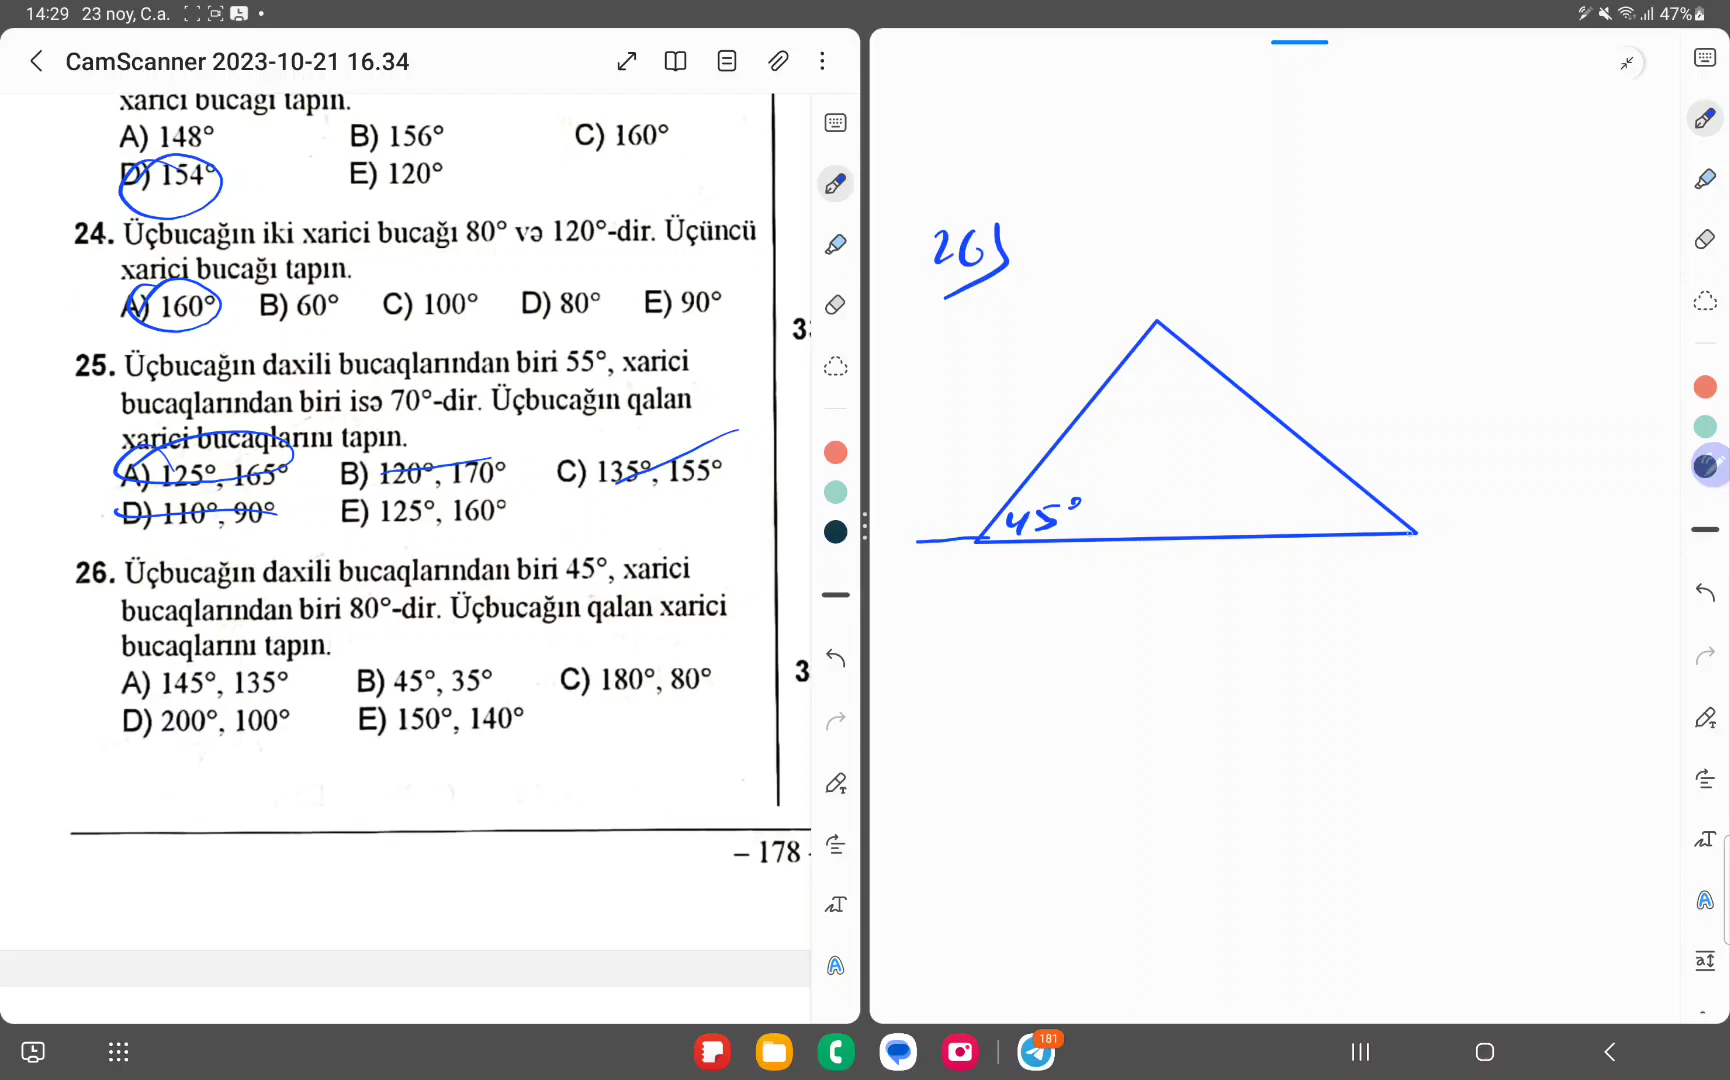 14:29 23 noy, C.a.
47%
CamScanner 2023-10-21 16.34
xarici bucağı tapın.
A) 148° B) 156° C) 160°
D) 154° E) 120°
24. Üçbucağın iki xarici bucağı 80° və 120°-dir. Üçüncü
xarici bucağı tapın.
A) 160° B) 60° C) 100° D) 80° E) 90°
25. Üçbucağın daxili bucaqlarından biri 55°, xarici
bucaqlarından biri isə 70°-dir. Üçbucağın qalan
xarici bucaqlarını tapın.
A) 125°, 165° B) 120°, 170° C) 135°, 155°
D) 110°, 90° E) 125°, 160°
26. Üçbucağın daxili bucaqlarından biri 45°, xarici
bucaqlarından biri 80°-dir. Üçbucağın qalan xarici
bucaqlarını tapın.
A) 145°, 135° B) 45°, 35° C) 180°, 80°
D) 200°, 100° E) 150°, 140°
– 178
3
26)
45°
181